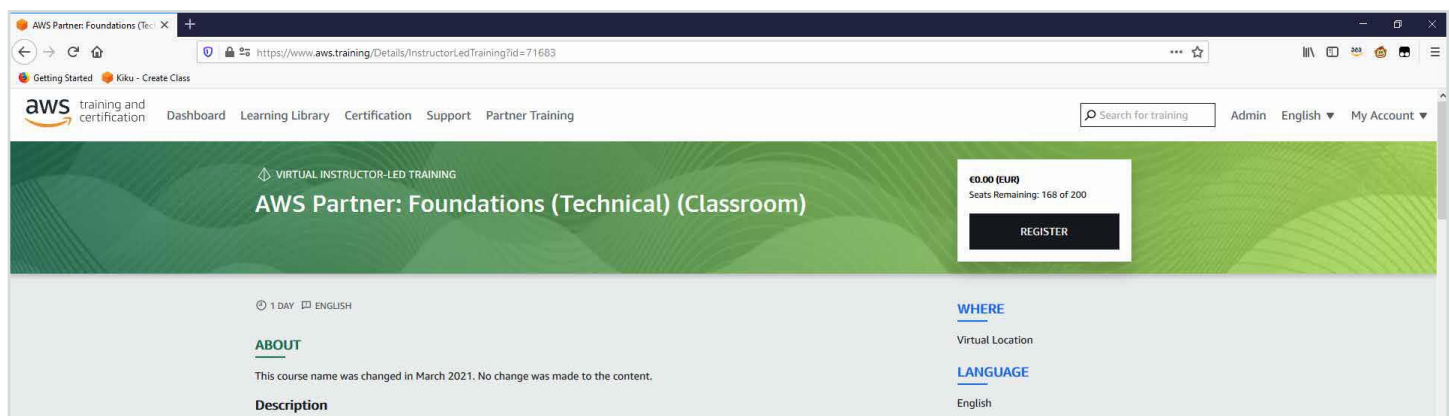 AWS Partner: Foundations (Tec
https://www.aws.training/Details/InstructorLedTraining?id=71683
Getting Started Kiku - Create Class
aws training and certification Dashboard Learning Library Certification Support Partner Training Search for training Admin English My Account
VIRTUAL INSTRUCTOR-LED TRAINING
AWS Partner: Foundations (Technical) (Classroom)
€0.00 (EUR)
Seats Remaining: 168 of 200
REGISTER
1 DAY ENGLISH
ABOUT
This course name was changed in March 2021. No change was made to the content.
Description
WHERE
Virtual Location
LANGUAGE
English